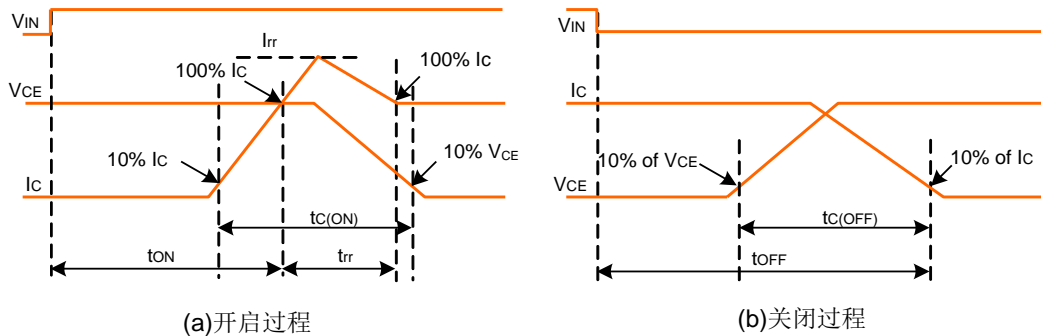 VIN
Irr
100% IC
100% IC
VCE
10% IC
10% VCE
IC
tC(ON)
tON
trr
(a)开启过程
VIN
IC
10% of VCE
10% of IC
VCE
tC(OFF)
tOFF
(b)关闭过程